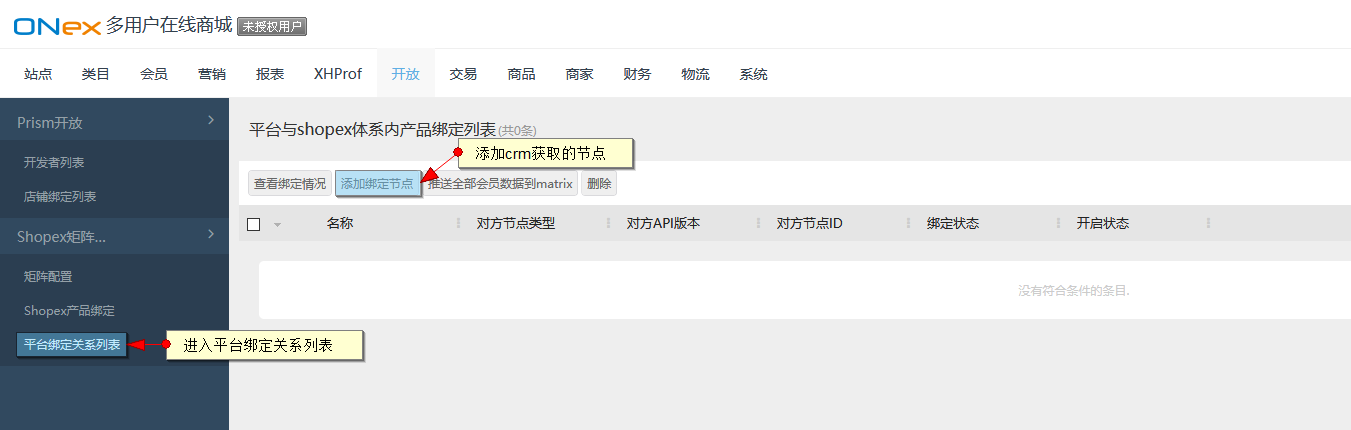 ONex 多用户在线商城 未授权用户
站点 类目 会员 营销 报表 XHProf 开放 交易 商品 商家 财务 物流 系统
Prism开放
开发者列表
店铺绑定列表
Shopex矩阵...
矩阵配置
Shopex产品绑定
平台绑定关系列表
进入平台绑定关系列表
平台与shopex体系内产品绑定列表(共0条)
添加crm获取的节点
查看绑定情况 添加绑定节点 推送全部会员数据到matrix 删除
名称 对方节点类型 对方API版本 对方节点ID 绑定状态 开启状态
没有符合条件的条目.